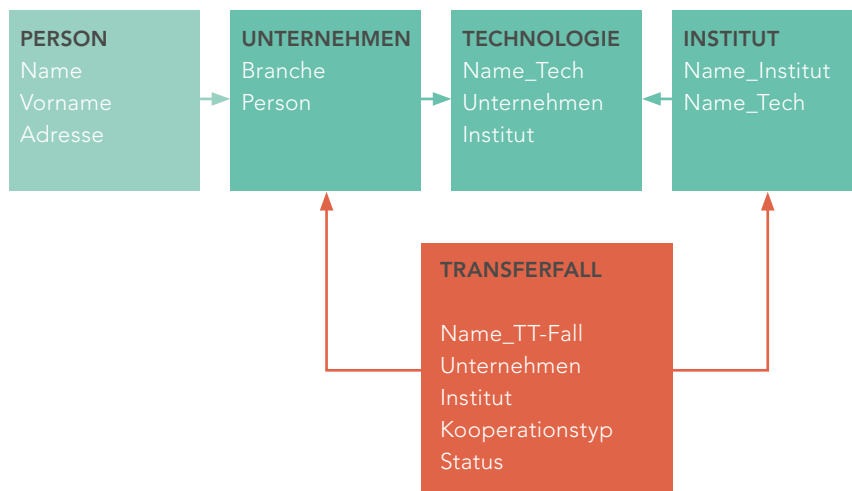 PERSON
Name
Vorname
Adresse
UNTERNEHMEN
Branche
Person
TECHNOLOGIE
Name_Tech
Unternehmen
Institut
INSTITUT
Name_Institut
Name_Tech
TRANSFERFALL
Name_TT-Fall
Unternehmen
Institut
Kooperationstyp
Status